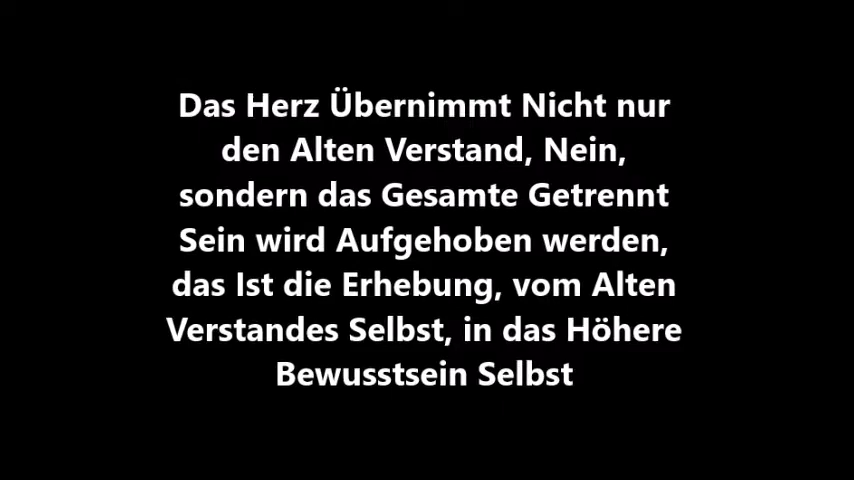 Das Herz Übernimmt Nicht nur
den Alten Verstand, Nein,
sondern das Gesamte Getrennt
Sein wird Aufgehoben werden,
das Ist die Erhebung, vom Alten
Verstandes Selbst, in das Höhere
Bewusstsein Selbst